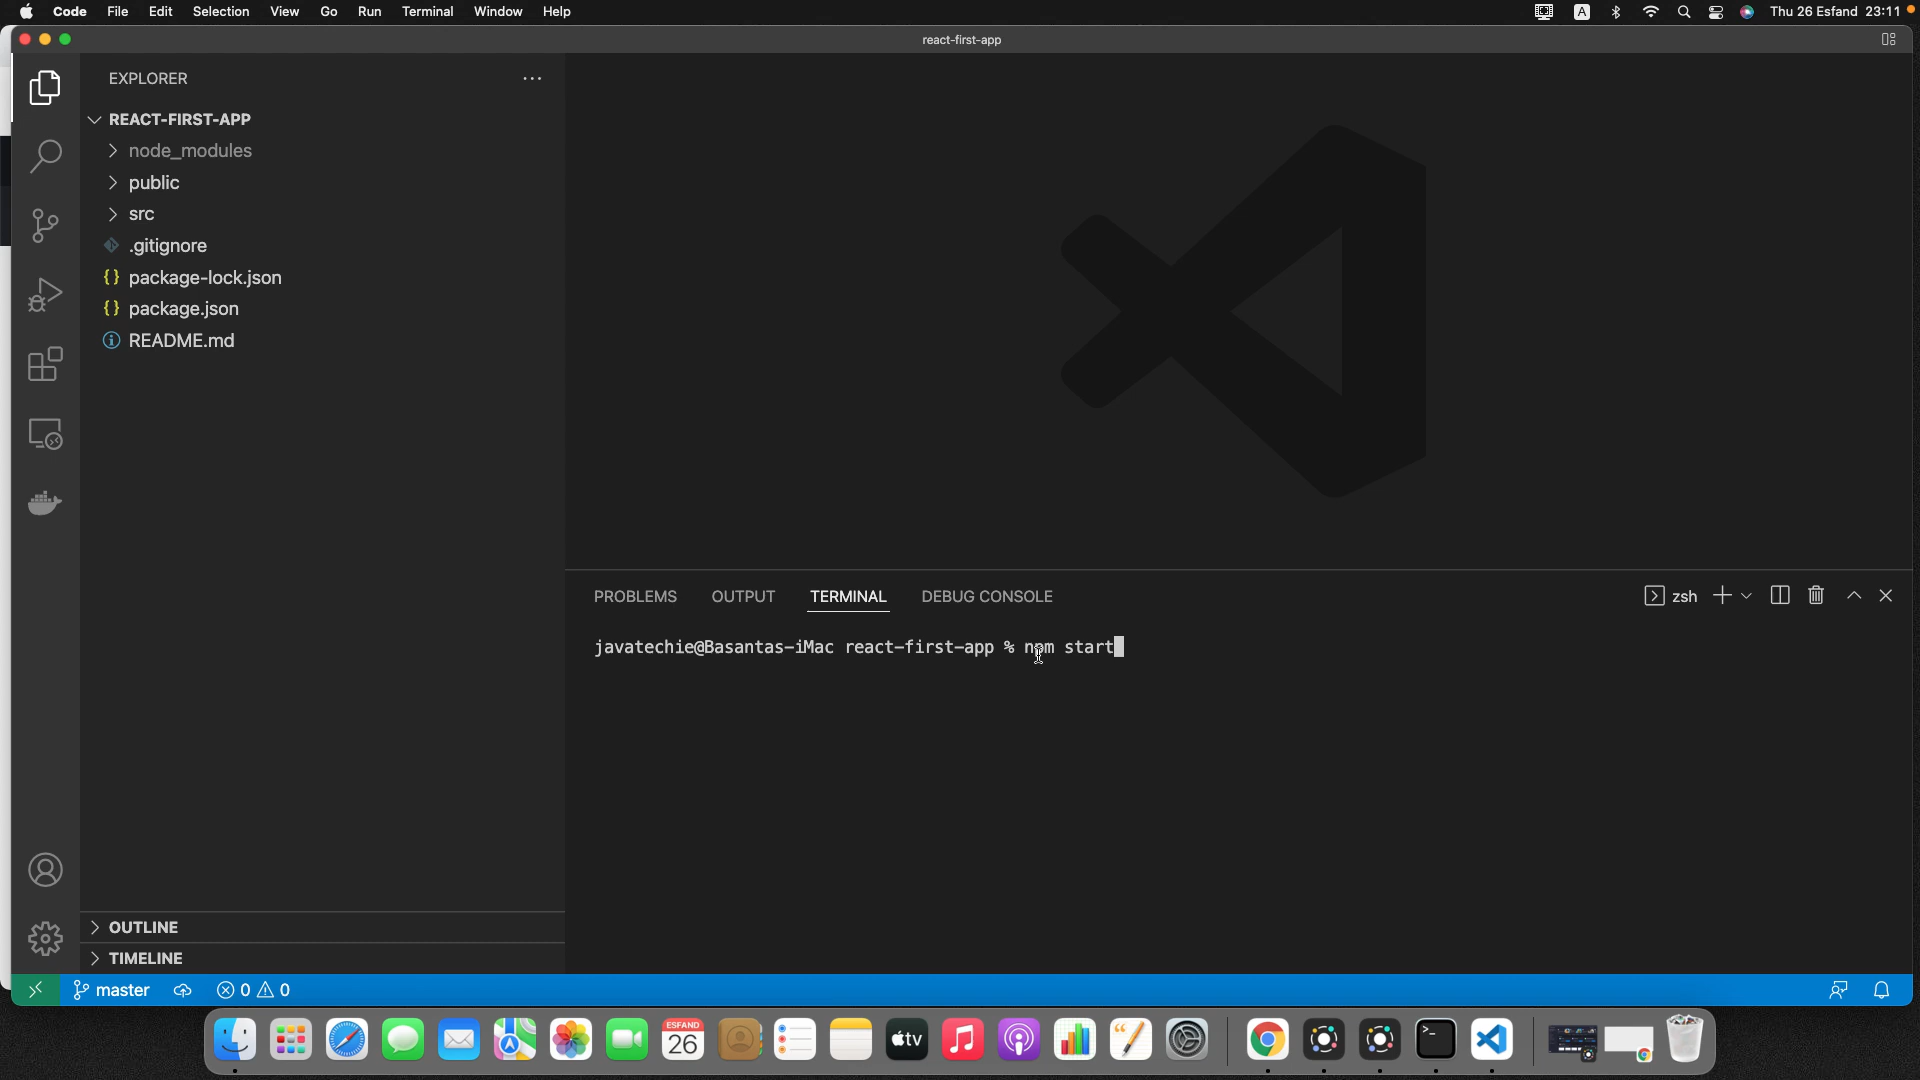 Code File Edit Selection View Go Run Terminal Window Help A Thu 26 Esfand 23:11
react-first-app
EXPLORER
REACT-FIRST-APP
node_modules
public
src
.gitignore
package-lock.json
package.json
README.md
PROBLEMS OUTPUT TERMINAL DEBUG CONSOLE zsh
javatechie@Basantas-iMac react-first-app % npm start
OUTLINE
TIMELINE
master 0 0
ESFAND
26
tv